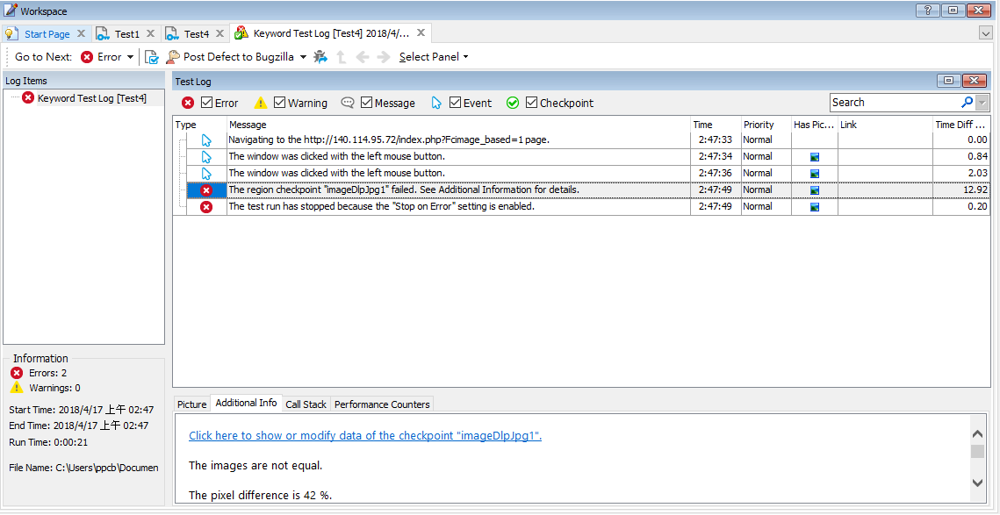 Workspace
Start Page
Test1
Test4
Keyword Test Log [Test4] 2018/4/...
Go to Next:
Error
Post Defect to Bugzilla
Select Panel
Log Items
Keyword Test Log [Test4]
Test Log
Error
Warning
Message
Event
Checkpoint
Search
Type Message Time Priority Has Pic... Link Time Diff ...
Navigating to the http://140.114.95.72/index.php?Fcimage_based=1 page. 2:47:33 Normal 0.00
The window was clicked with the left mouse button. 2:47:34 Normal 0.84
The window was clicked with the left mouse button. 2:47:36 Normal 2.03
The region checkpoint "imageDlpJpg1" failed. See Additional Information for details. 2:47:49 Normal 12.92
The test run has stopped because the "Stop on Error" setting is enabled. 2:47:49 Normal 0.20
Information
Errors: 2
Warnings: 0
Start Time: 2018/4/17 上午 02:47
End Time: 2018/4/17 上午 02:47
Run Time: 0:00:21
File Name: C:\Users\ppcb\Documen
Picture
Additional Info
Call Stack
Performance Counters
Click here to show or modify data of the checkpoint "imageDlpJpg1".
The images are not equal.
The pixel difference is 42 %.